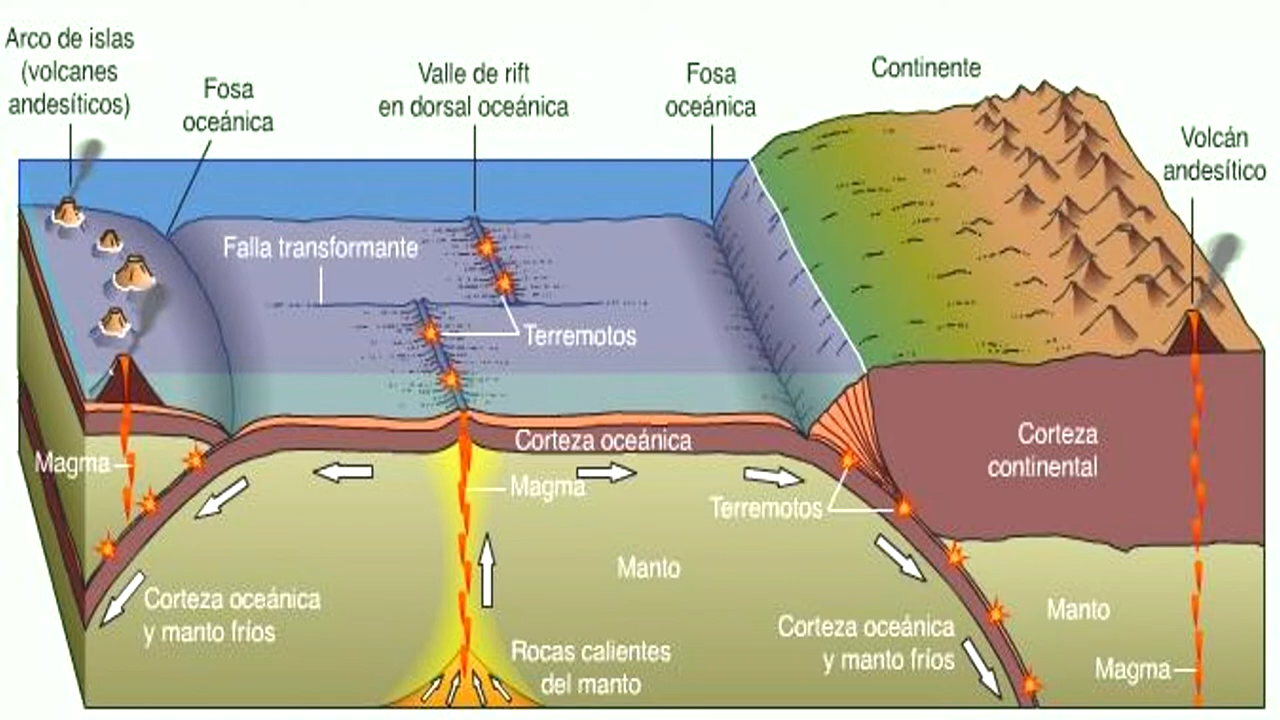 Arco de islas
(volcanes
andesíticos)
Fosa
oceánica
Valle de rift
en dorsal oceánica
Fosa
oceánica
Continente
Volcán
andesítico
Falla transformante
Terremotos
Corteza oceánica
Corteza
continental
Magma
Magma
Terremotos
Manto
Corteza oceánica
y manto fríos
Manto
Corteza oceánica
y manto fríos
Rocas calientes
del manto
Magma